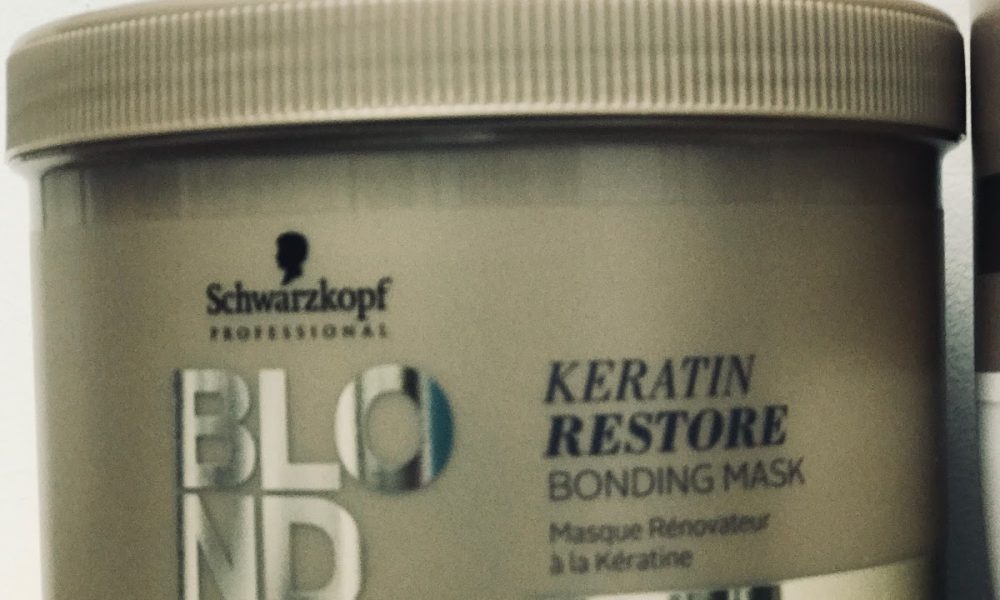 Schwarzkopf
PROFESSIONAL
BLO
ND
KERATIN
RESTORE
BONDING MASK
Masque Rénovateur
à la Kératine